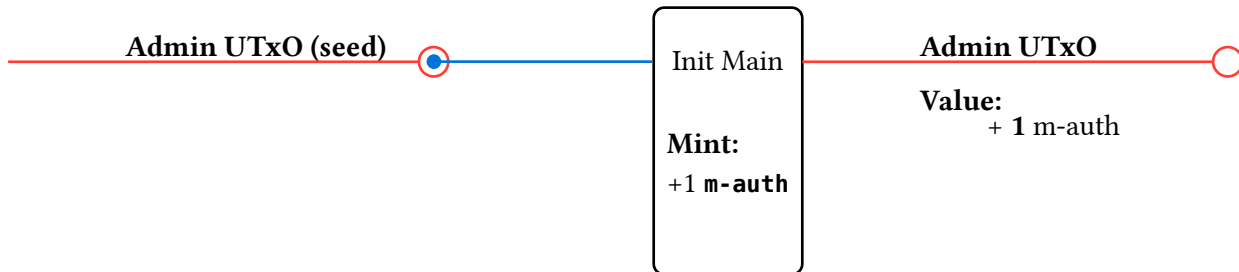 Admin UTxO (seed)
Init Main
Mint:
+1 m-auth
Admin UTxO
Value:
+ 1 m-auth